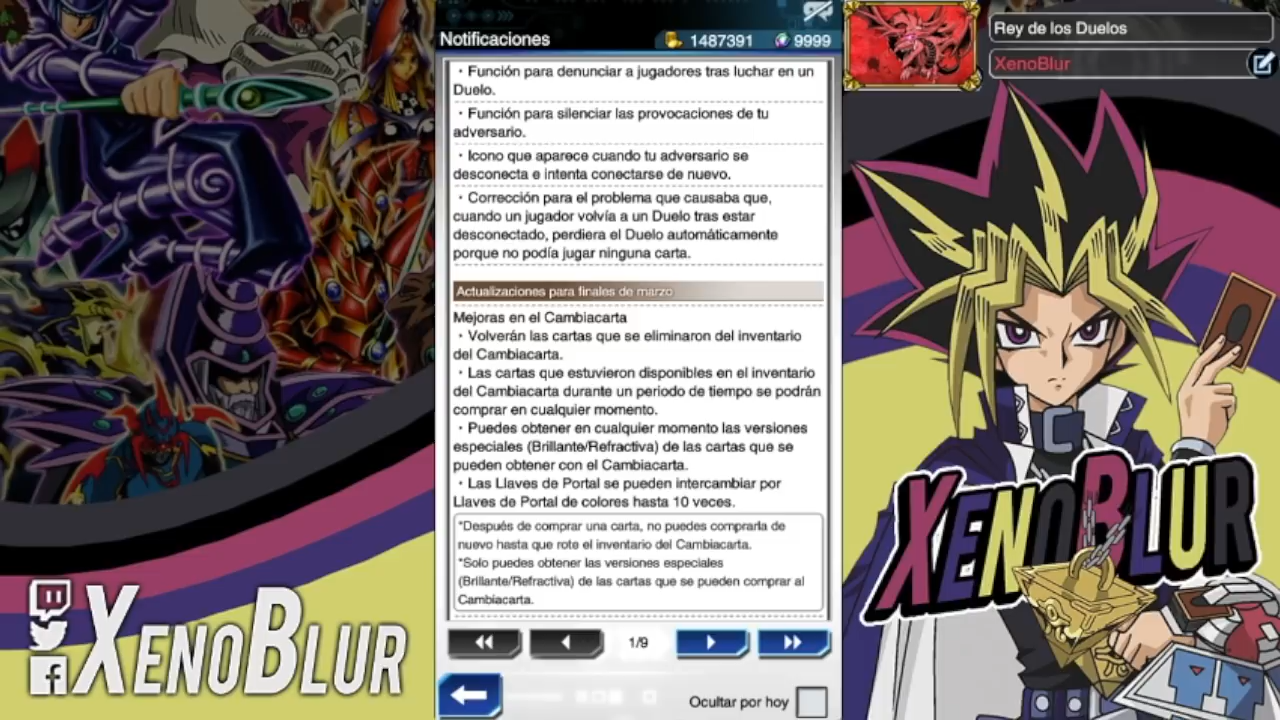 Notificaciones
1487391
9999
· Función para denunciar a jugadores tras luchar en un
Duelo.
· Función para silenciar las provocaciones de tu
adversario.
· Icono que aparece cuando tu adversario se
desconecta e intenta conectarse de nuevo.
· Corrección para el problema que causaba que,
cuando un jugador volvía a un Duelo tras estar
desconectado, perdiera el Duelo automáticamente
porque no podía jugar ninguna carta.
Actualizaciones para finales de marzo
Mejoras en el Cambiacarta
· Volverán las cartas que se eliminaron del inventario
del Cambiacarta.
· Las cartas que estuvieron disponibles en el inventario
del Cambiacarta durante un periodo de tiempo se podrán
comprar en cualquier momento.
· Puedes obtener en cualquier momento las versiones
especiales (Brillante/Refractiva) de las cartas que se
pueden obtener con el Cambiacarta.
· Las Llaves de Portal se pueden intercambiar por
Llaves de Portal de colores hasta 10 veces.
*Después de comprar una carta, no puedes comprarla de
nuevo hasta que rote el inventario del Cambiacarta.
*Solo puedes obtener las versiones especiales
(Brillante/Refractiva) de las cartas que se pueden comprar al
Cambiacarta.
1/9
Ocultar por hoy
Rey de los Duelos
XenoBlur
XENOBLUR
XENOBLUR